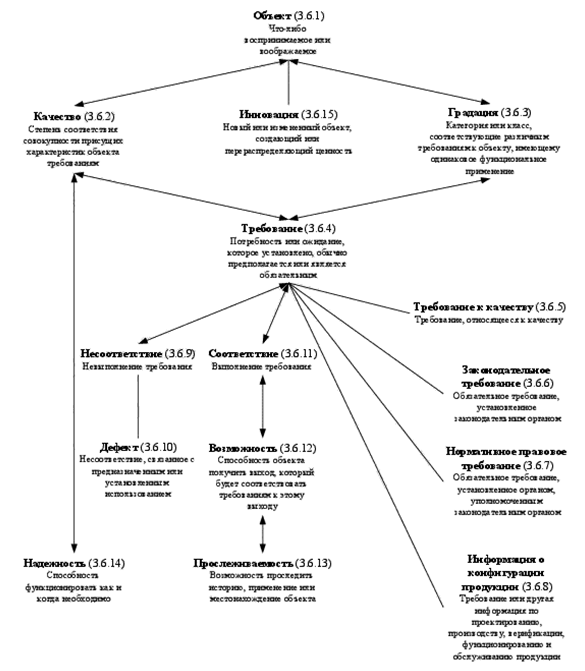 Объект (3.6.1)
Что-либо
воспринимаемое или
воображаемое
Качество (3.6.2)
Степень соответствия
совокупности присущих
характеристик объекта
требованиям
Инновация (3.6.15)
Новый или измененный объект,
создающий или
перераспределяющий ценность
Градация (3.6.3)
Категория или класс,
соответствующие различным
требованиям к объекту, имеющему
одинаковое функциональное
применение
Требование (3.6.4)
Потребность или ожидание,
которое установлено, обычно
предполагается или является
обязательным
Требование к качеству (3.6.5)
Требование, относящееся к качеству
Несоответствие (3.6.9)
Невыполнение требования
Соответствие (3.6.11)
Выполнение требования
Законодательное
требование (3.6.6)
Обязательное требование,
установленное
законодательным органом
Дефект (3.6.10)
Несоответствие, связанное с
предназначенным или
установленным
использованием
Возможность (3.6.12)
Способность объекта
получить выход, который
будет соответствовать
требованиям к этому
выходу
Нормативное правовое
требование (3.6.7)
Обязательное требование,
установленное органом,
уполномоченным
законодательным органом
Надежность (3.6.14)
Способность
функционировать как и
когда необходимо
Прослеживаемость (3.6.13)
Возможность проследить
историю, применение или
местонахождение объекта
Информация о
конфигурации
продукции (3.6.8)
Требование или другая
информация по
проектированию,
производству, верификации,
функционированию и
обслуживанию продукции